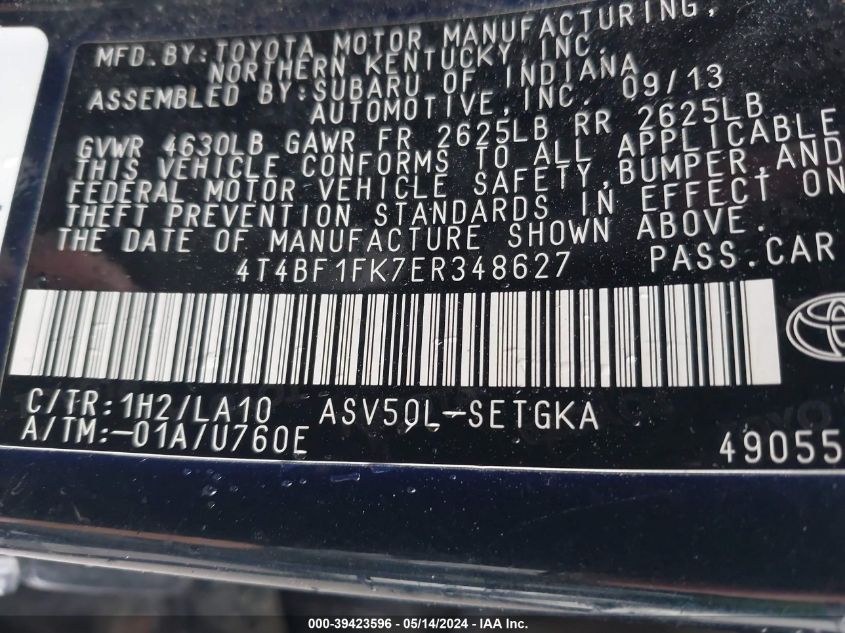 MFD. BY: TOYOTA MOTOR MANUFACTURING,
NORTHERN KENTUCKY, INC.
ASSEMBLED BY: SUBARU OF INDIANA
AUTOMOTIVE, INC. 09/13
GVWR 4630LB GAWR FR 2625LB RR 2625LB
THIS VEHICLE CONFORMS TO ALL APPLICABLE
FEDERAL MOTOR VEHICLE SAFETY, BUMPER, AND
THEFT PREVENTION STANDARDS IN EFFECT ON
THE DATE OF MANUFACTURE SHOWN ABOVE.
4T4BF1FK7ER348627 PASS. CAR
C/TR: 1H2/LA10 ASV50L-SETGKA
A/TM: -01A/U760E 49055
000-39423596 / 05/14/2024 - IAA Inc.